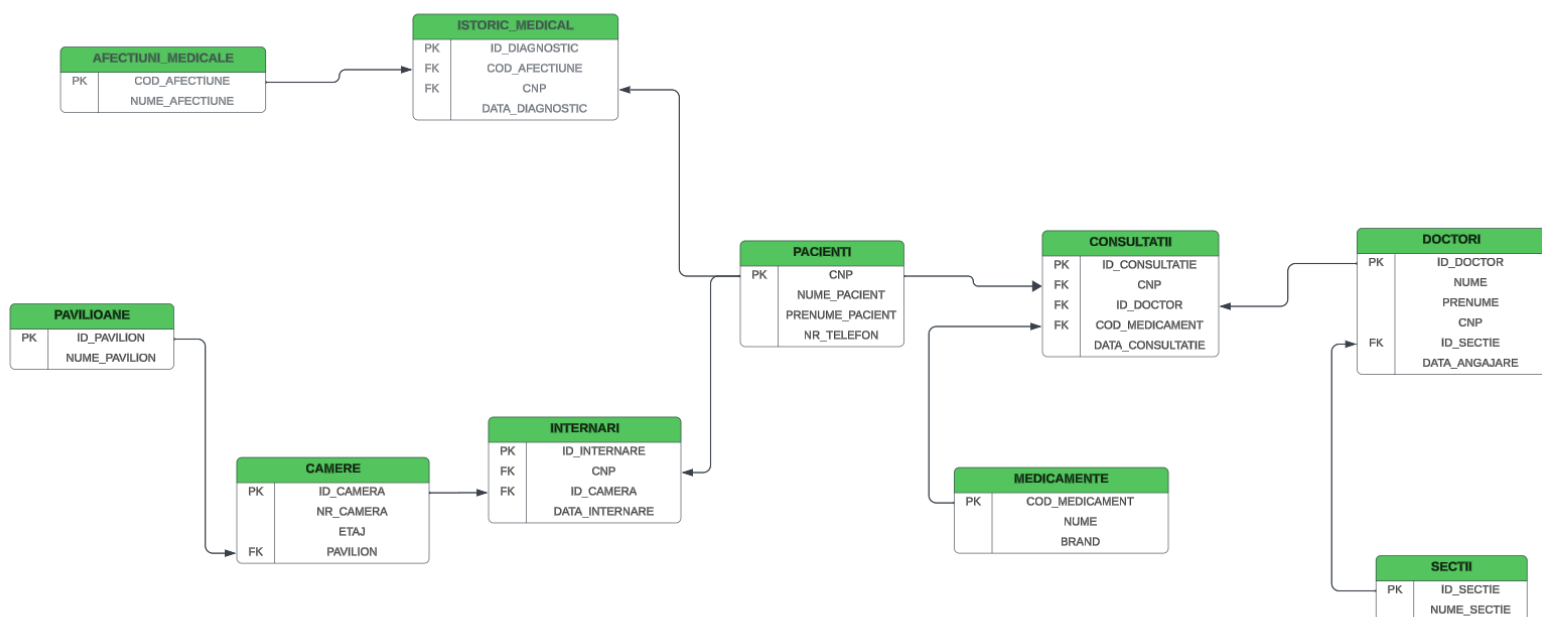 ISTORIC_MEDICAL
PK ID_DIAGNOSTIC
FK COD_AFECTIUNE
FK CNP
DATA_DIAGNOSTIC
AFECTIUNI_MEDICALE
PK COD_AFECTIUNE
NUME_AFECTIUNE
PACIENTI
PK CNP
NUME_PACIENT
PRENUME_PACIENT
NR_TELEFON
CONSULTATII
PK ID_CONSULTATIE
FK CNP
FK ID_DOCTOR
FK COD_MEDICAMENT
DATA_CONSULTATIE
DOCTORI
PK ID_DOCTOR
NUME
PRENUME
CNP
FK ID_SECTIE
DATA_ANGAJARE
PAVILIOANE
PK ID_PAVILION
NUME_PAVILION
CAMERE
PK ID_CAMERA
NR_CAMERA
ETAJ
FK PAVILION
INTERNARI
PK ID_INTERNARE
FK CNP
FK ID_CAMERA
DATA_INTERNARE
MEDICAMENTE
PK COD_MEDICAMENT
NUME
BRAND
SECTII
PK ID_SECTIE
NUME_SECTIE